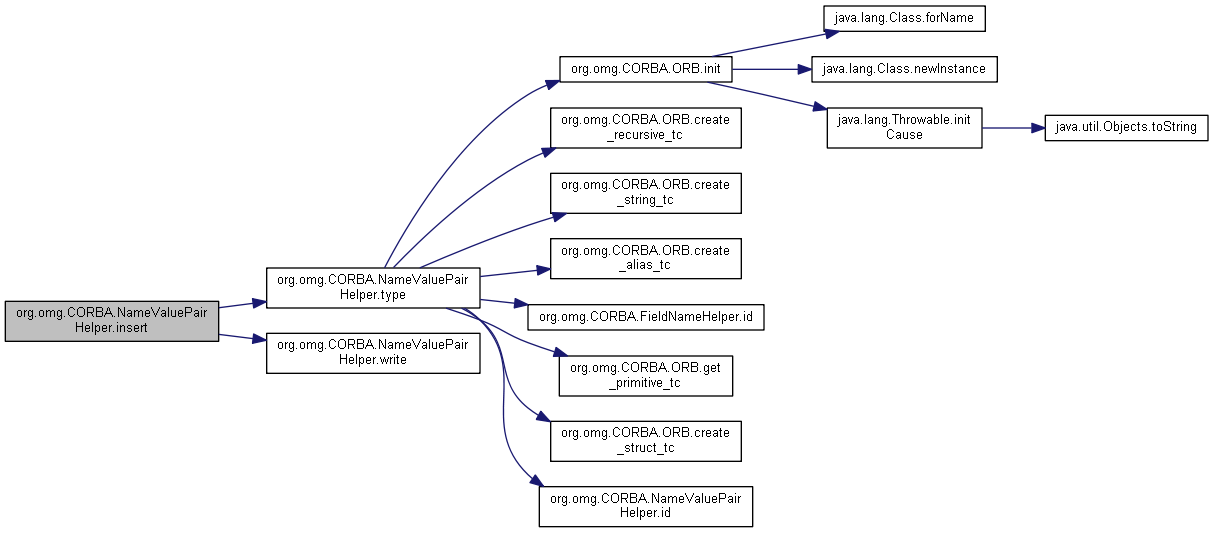 java.lang.Class.forName
org.omg.CORBA.ORB.init
java.lang.Class.newInstance
org.omg.CORBA.ORB.create
_recursive_tc
java.lang.Throwable.init
Cause
java.util.Objects.toString
org.omg.CORBA.ORB.create
_string_tc
org.omg.CORBA.ORB.create
_alias_tc
org.omg.CORBA.NameValuePair
Helper.type
org.omg.CORBA.NameValuePair
Helper.insert
org.omg.CORBA.FieldNameHelper.id
org.omg.CORBA.NameValuePair
Helper.write
org.omg.CORBA.ORB.get
_primitive_tc
org.omg.CORBA.ORB.create
_struct_tc
org.omg.CORBA.NameValuePair
Helper.id